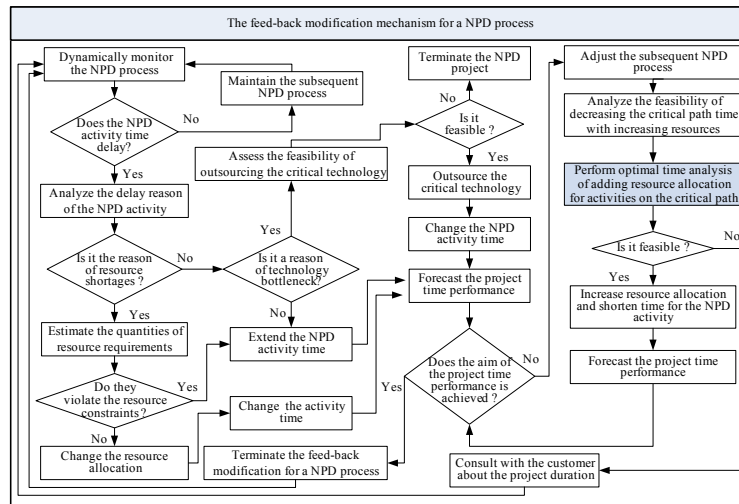 The feed-back modification mechanism for a NPD process
Dynamically monitor
the NPD process
Maintain the subsequent
NPD process
Does the NPD
activity time
delay?
No
Yes
Analyze the delay reason
of the NPD activity
Assess the feasibility of
outsourcing the critical technology
Is it the reason
of resource
shortages ?
No
Yes
Is it a reason
of technology
bottleneck?
Yes
No
Estimate the quantities of
resource requirements
Extend the NPD
activity time
Do they
violate the resource
constraints ?
Yes
No
Change the activity
time
Change the resource
allocation
Terminate the feed-back
modification for a NPD process
Terminate the NPD
project
No
Is it
feasible ?
Yes
Outsource the
critical technology
Change the NPD
activity time
Forecast the project
time performance
Does the aim of
the project time
performance is
achieved ?
No
Yes
Adjust the subsequent NPD
process
Analyze the feasibility of
decreasing the critical path time
with increasing resources
Perform optimal time analysis
of adding resource allocation
for activities on the critical path
Is it feasible ?
No
Yes
Increase resource allocation
and shorten time for the NPD
activity
Forecast the project time
performance
Consult with the customer
about the project duration